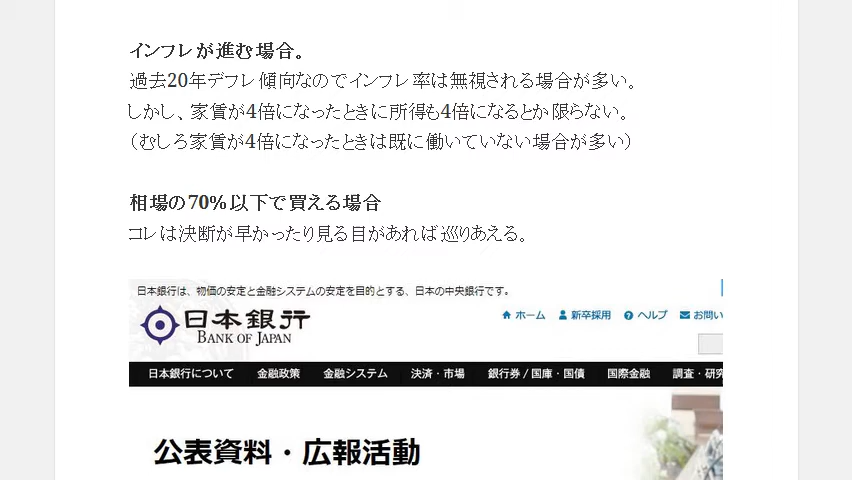 インフレが進む場合。
過去20年デフレ傾向なのでインフレ率は無視される場合が多い。
しかし、家賃が4倍になったときに所得も4倍になるとか限らない。
（むしろ家賃が4倍になったときは既に働いていない場合が多い）
相場の70%以下で買える場合
コレは決断が早かったり見る目があれば巡りあえる。
日本銀行は、物価の安定と金融システムの安定を目的とする、日本の中央銀行です。
日本銀行
BANK OF JAPAN
ホーム 新卒採用 ヘルプ お問い
日本銀行について 金融政策 金融システム 決済・市場 銀行券/国庫・国債 国際金融 調査・研究
公表資料・広報活動